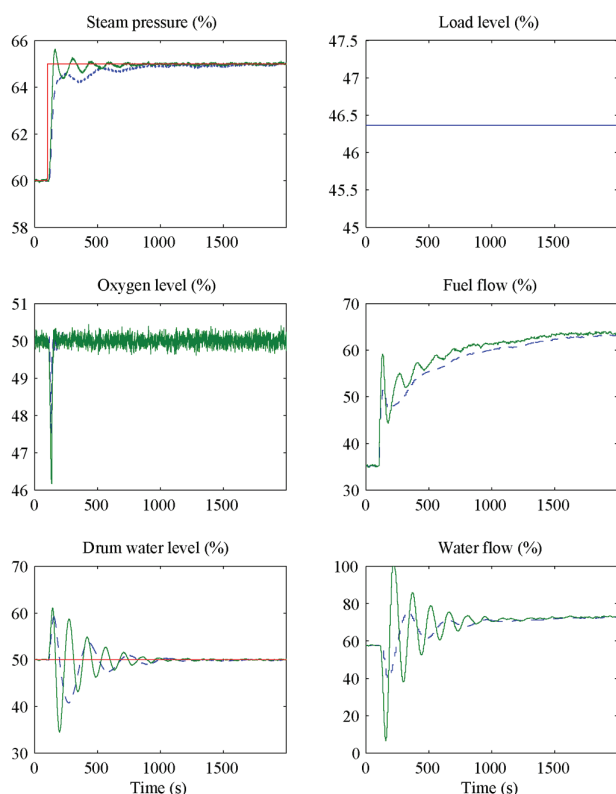 Steam pressure (%)
66
64
62
60
58
0 500 1000 1500
Load level (%)
47.5
47
46.5
46
45.5
45
0 500 1000 1500
Oxygen level (%)
51
50
49
48
47
46
0 500 1000 1500
Fuel flow (%)
70
60
50
40
30
0 500 1000 1500
Drum water level (%)
70
60
50
40
30
0 500 1000 1500
Time (s)
Water flow (%)
100
80
60
40
20
0
0 500 1000 1500
Time (s)